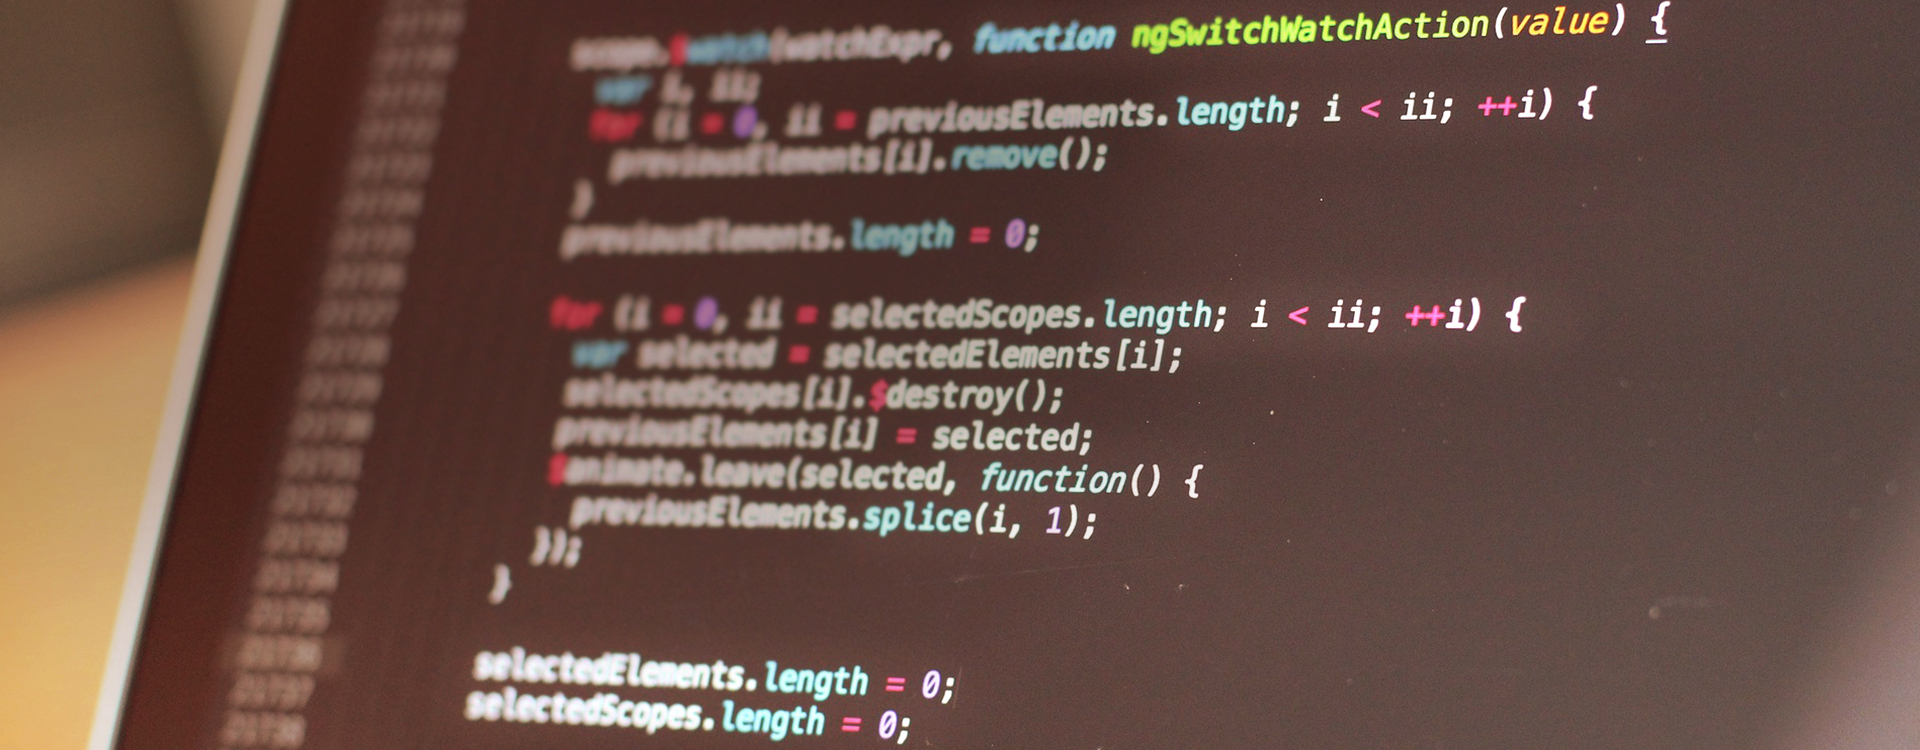 scope.$watch(watchExpr, function ngSwitchWatchAction(value) {
var i, ii;
for (i = 0, ii = previousElements.length; i < ii; ++i) {
previousElements[i].remove();
}
previousElements.length = 0;
for (i = 0, ii = selectedScopes.length; i < ii; ++i) {
var selected = selectedElements[i];
selectedScopes[i].$destroy();
previousElements[i] = selected;
$animate.leave(selected, function() {
previousElements.splice(i, 1);
});
}
selectedElements.length = 0;
selectedScopes.length = 0;